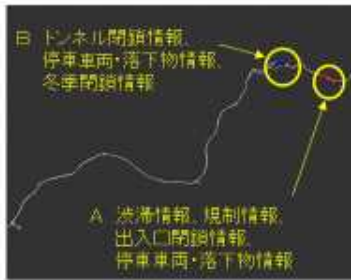 B トンネル閉鎖情報、
停車車両・落下物情報、
冬季閉鎖情報
A 渋滞情報、規制情報、
出入口閉鎖情報、
停車車両・落下物情報